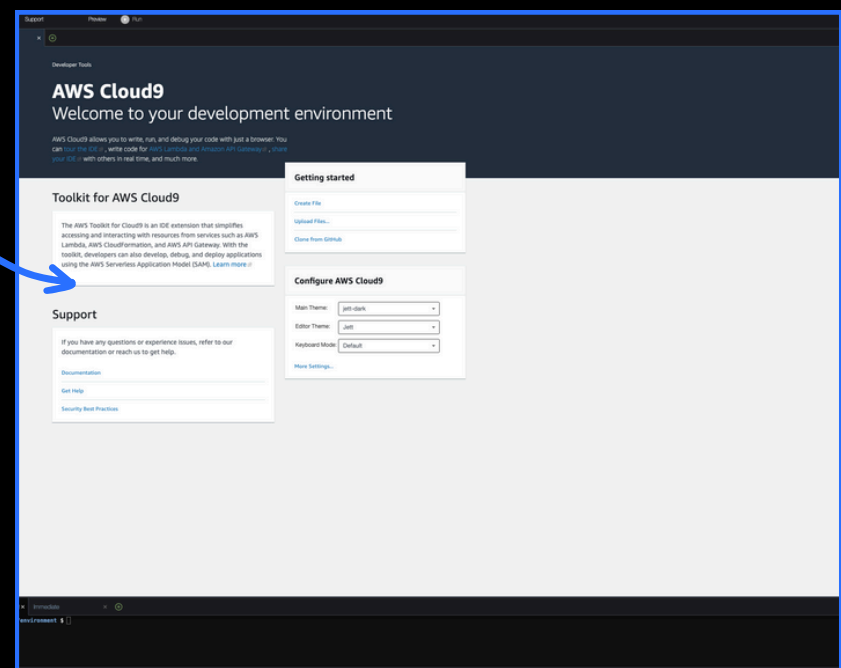 Support Preview Run
Developer Tools
AWS Cloud9
Welcome to your development environment
AWS Cloud9 allows you to write, run, and debug your code with just a browser. You
can tour the IDE, write code for AWS Lambda and Amazon API Gateway, share
your IDE with others in real time, and much more.
Getting started
Create File
Upload Files...
Clone from GitHub
Toolkit for AWS Cloud9
The AWS Toolkit for Cloud9 is an IDE extension that simplifies
accessing and interacting with resources from services such as AWS
Lambda, AWS CloudFormation, and AWS API Gateway. With the
toolkit, developers can also develop, debug, and deploy applications
using the AWS Serverless Application Model (SAM). Learn more
Configure AWS Cloud9
Main Theme: jett-dark
Editor Theme: Jett
Keyboard Mode: Default
More Settings...
Support
If you have any questions or experience issues, refer to our
documentation or reach us to get help.
Documentation
Get Help
Security Best Practices
Immediate
environment $